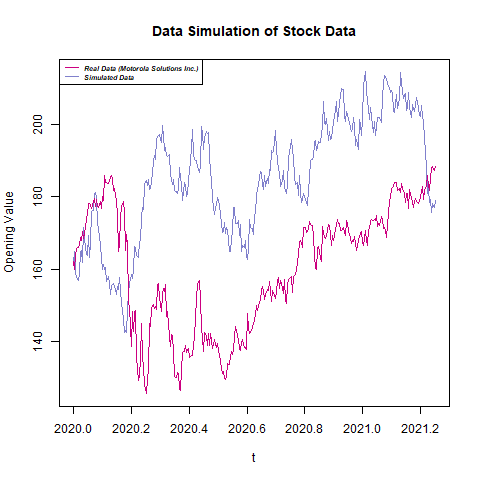 Data Simulation of Stock Data
Real Data (Motorola Solutions Inc.)
Simulated Data
Opening Value
200
180
160
140
2020.0 2020.2 2020.4 2020.6 2020.8 2021.0 2021.2
t